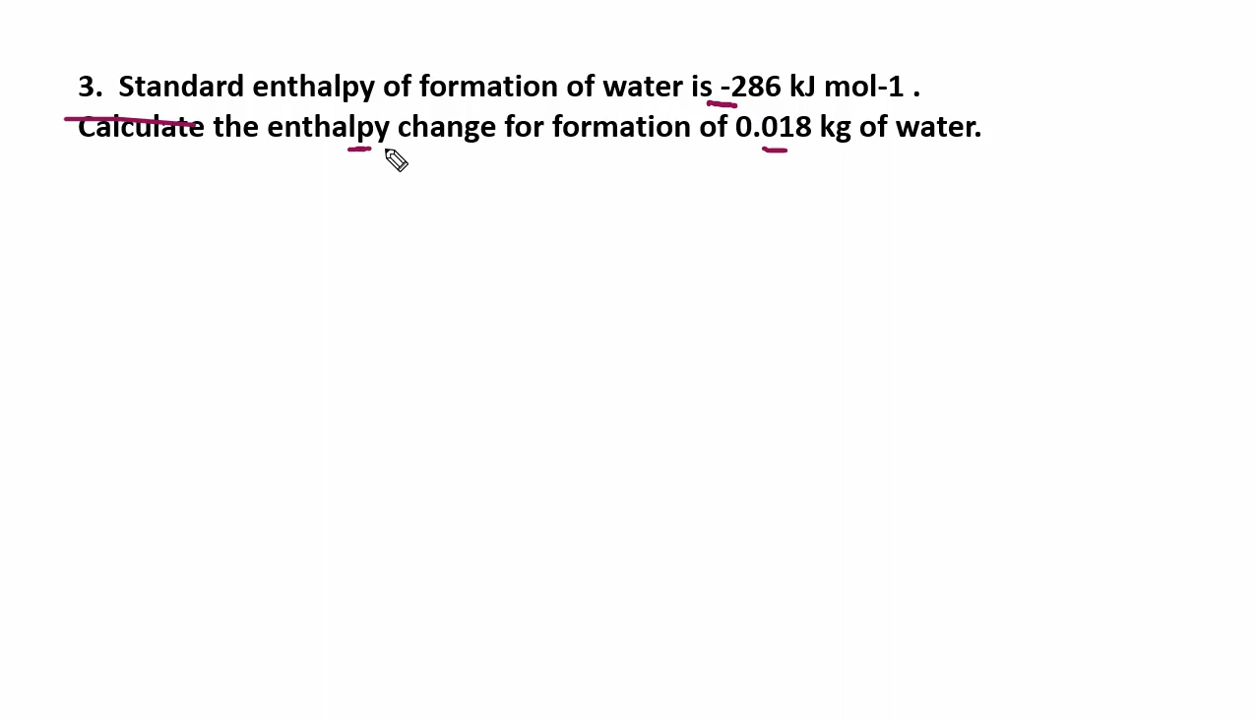 3. Standard enthalpy of formation of water is -286 kJ mol-1 .
Calculate the enthalpy change for formation of 0.018 kg of water.